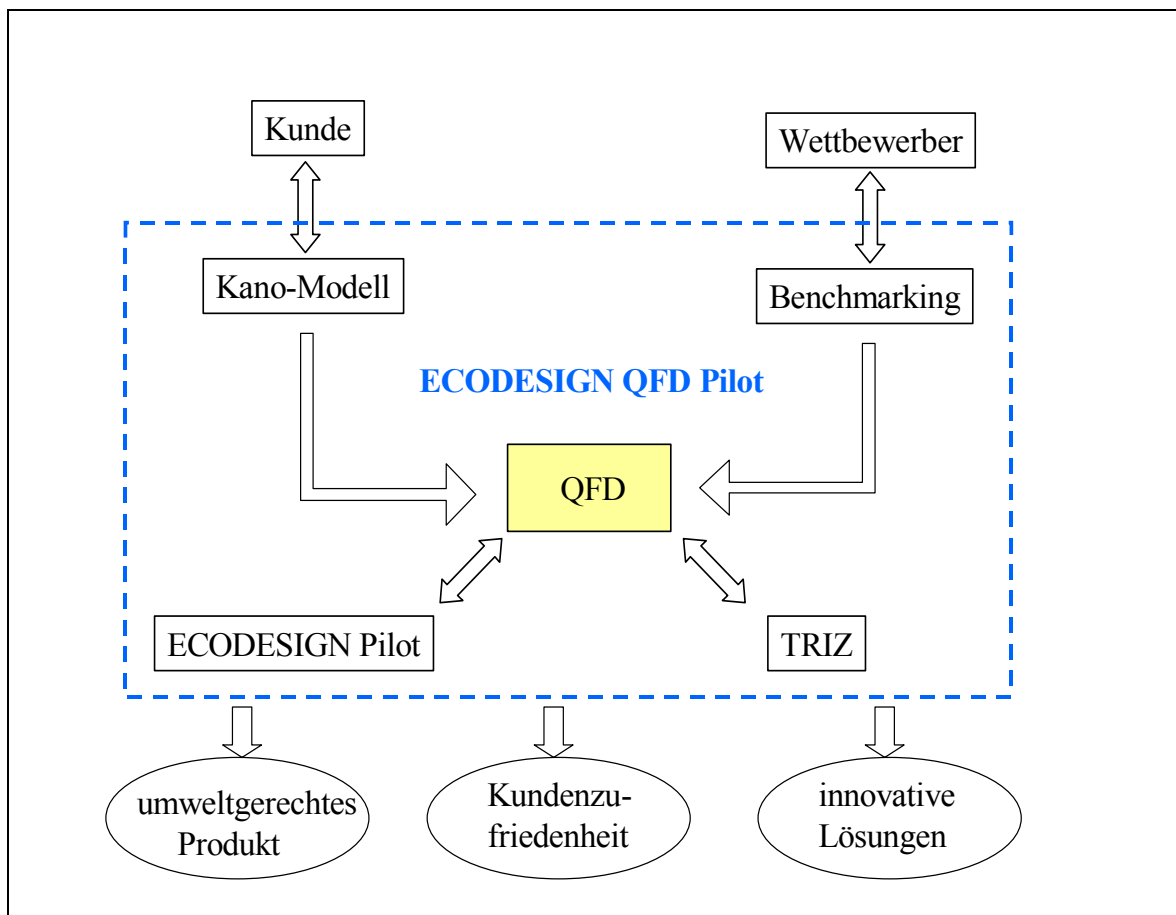 Kunde
Wettbewerber
Kano-Modell
Benchmarking
ECODESIGN QFD Pilot
QFD
ECODESIGN Pilot
TRIZ
umweltgerechtes
Produkt
Kundenzu-
friedenheit
innovative
Lösungen